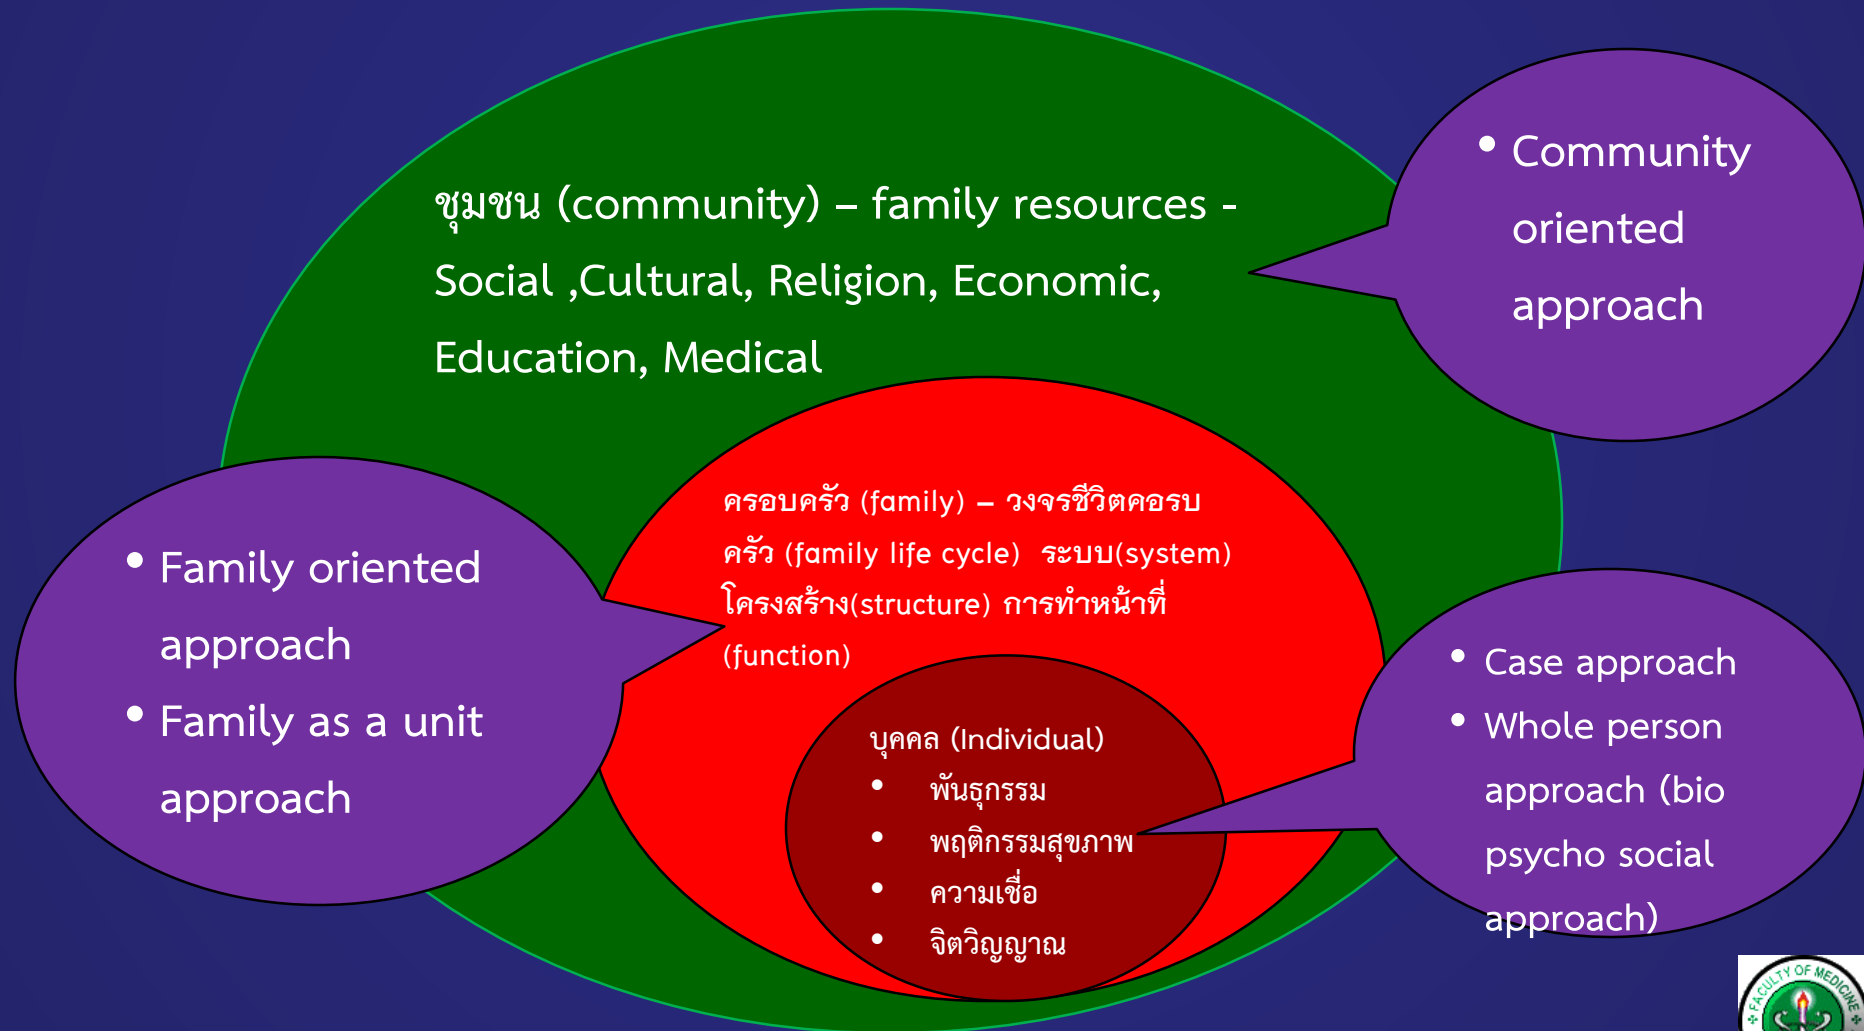 ชุมชน (community) – family resources -
Social ,Cultural, Religion, Economic,
Education, Medical
• Community
oriented
approach
ครอบครัว (family) – วงจรชีวิตคอรบ
ครัว (family life cycle) ระบบ(system)
โครงสร้าง(structure) การทำหน้าที่
(function)
• Family oriented
approach
• Family as a unit
approach
บุคคล (Individual)
• พันธุกรรม
• พฤติกรรมสุขภาพ
• ความเชื่อ
• จิตวิญญาณ
• Case approach
• Whole person
approach (bio
psycho social
approach)
FACULTY OF MEDICINE